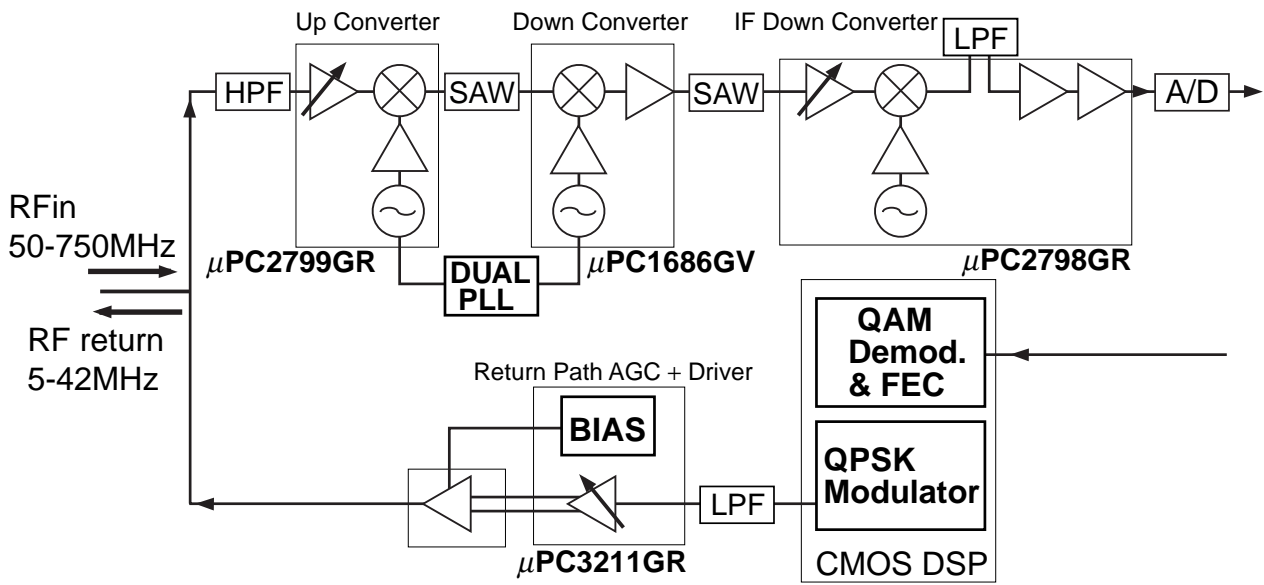 Up Converter
Down Converter
IF Down Converter
LPF
HPF
SAW
SAW
A/D
RFin
50-750MHz
μPC2799GR
μPC1686GV
μPC2798GR
DUAL
PLL
RF return
5-42MHz
QAM
Demod.
& FEC
Return Path AGC + Driver
BIAS
QPSK
Modulator
LPF
μPC3211GR
CMOS DSP